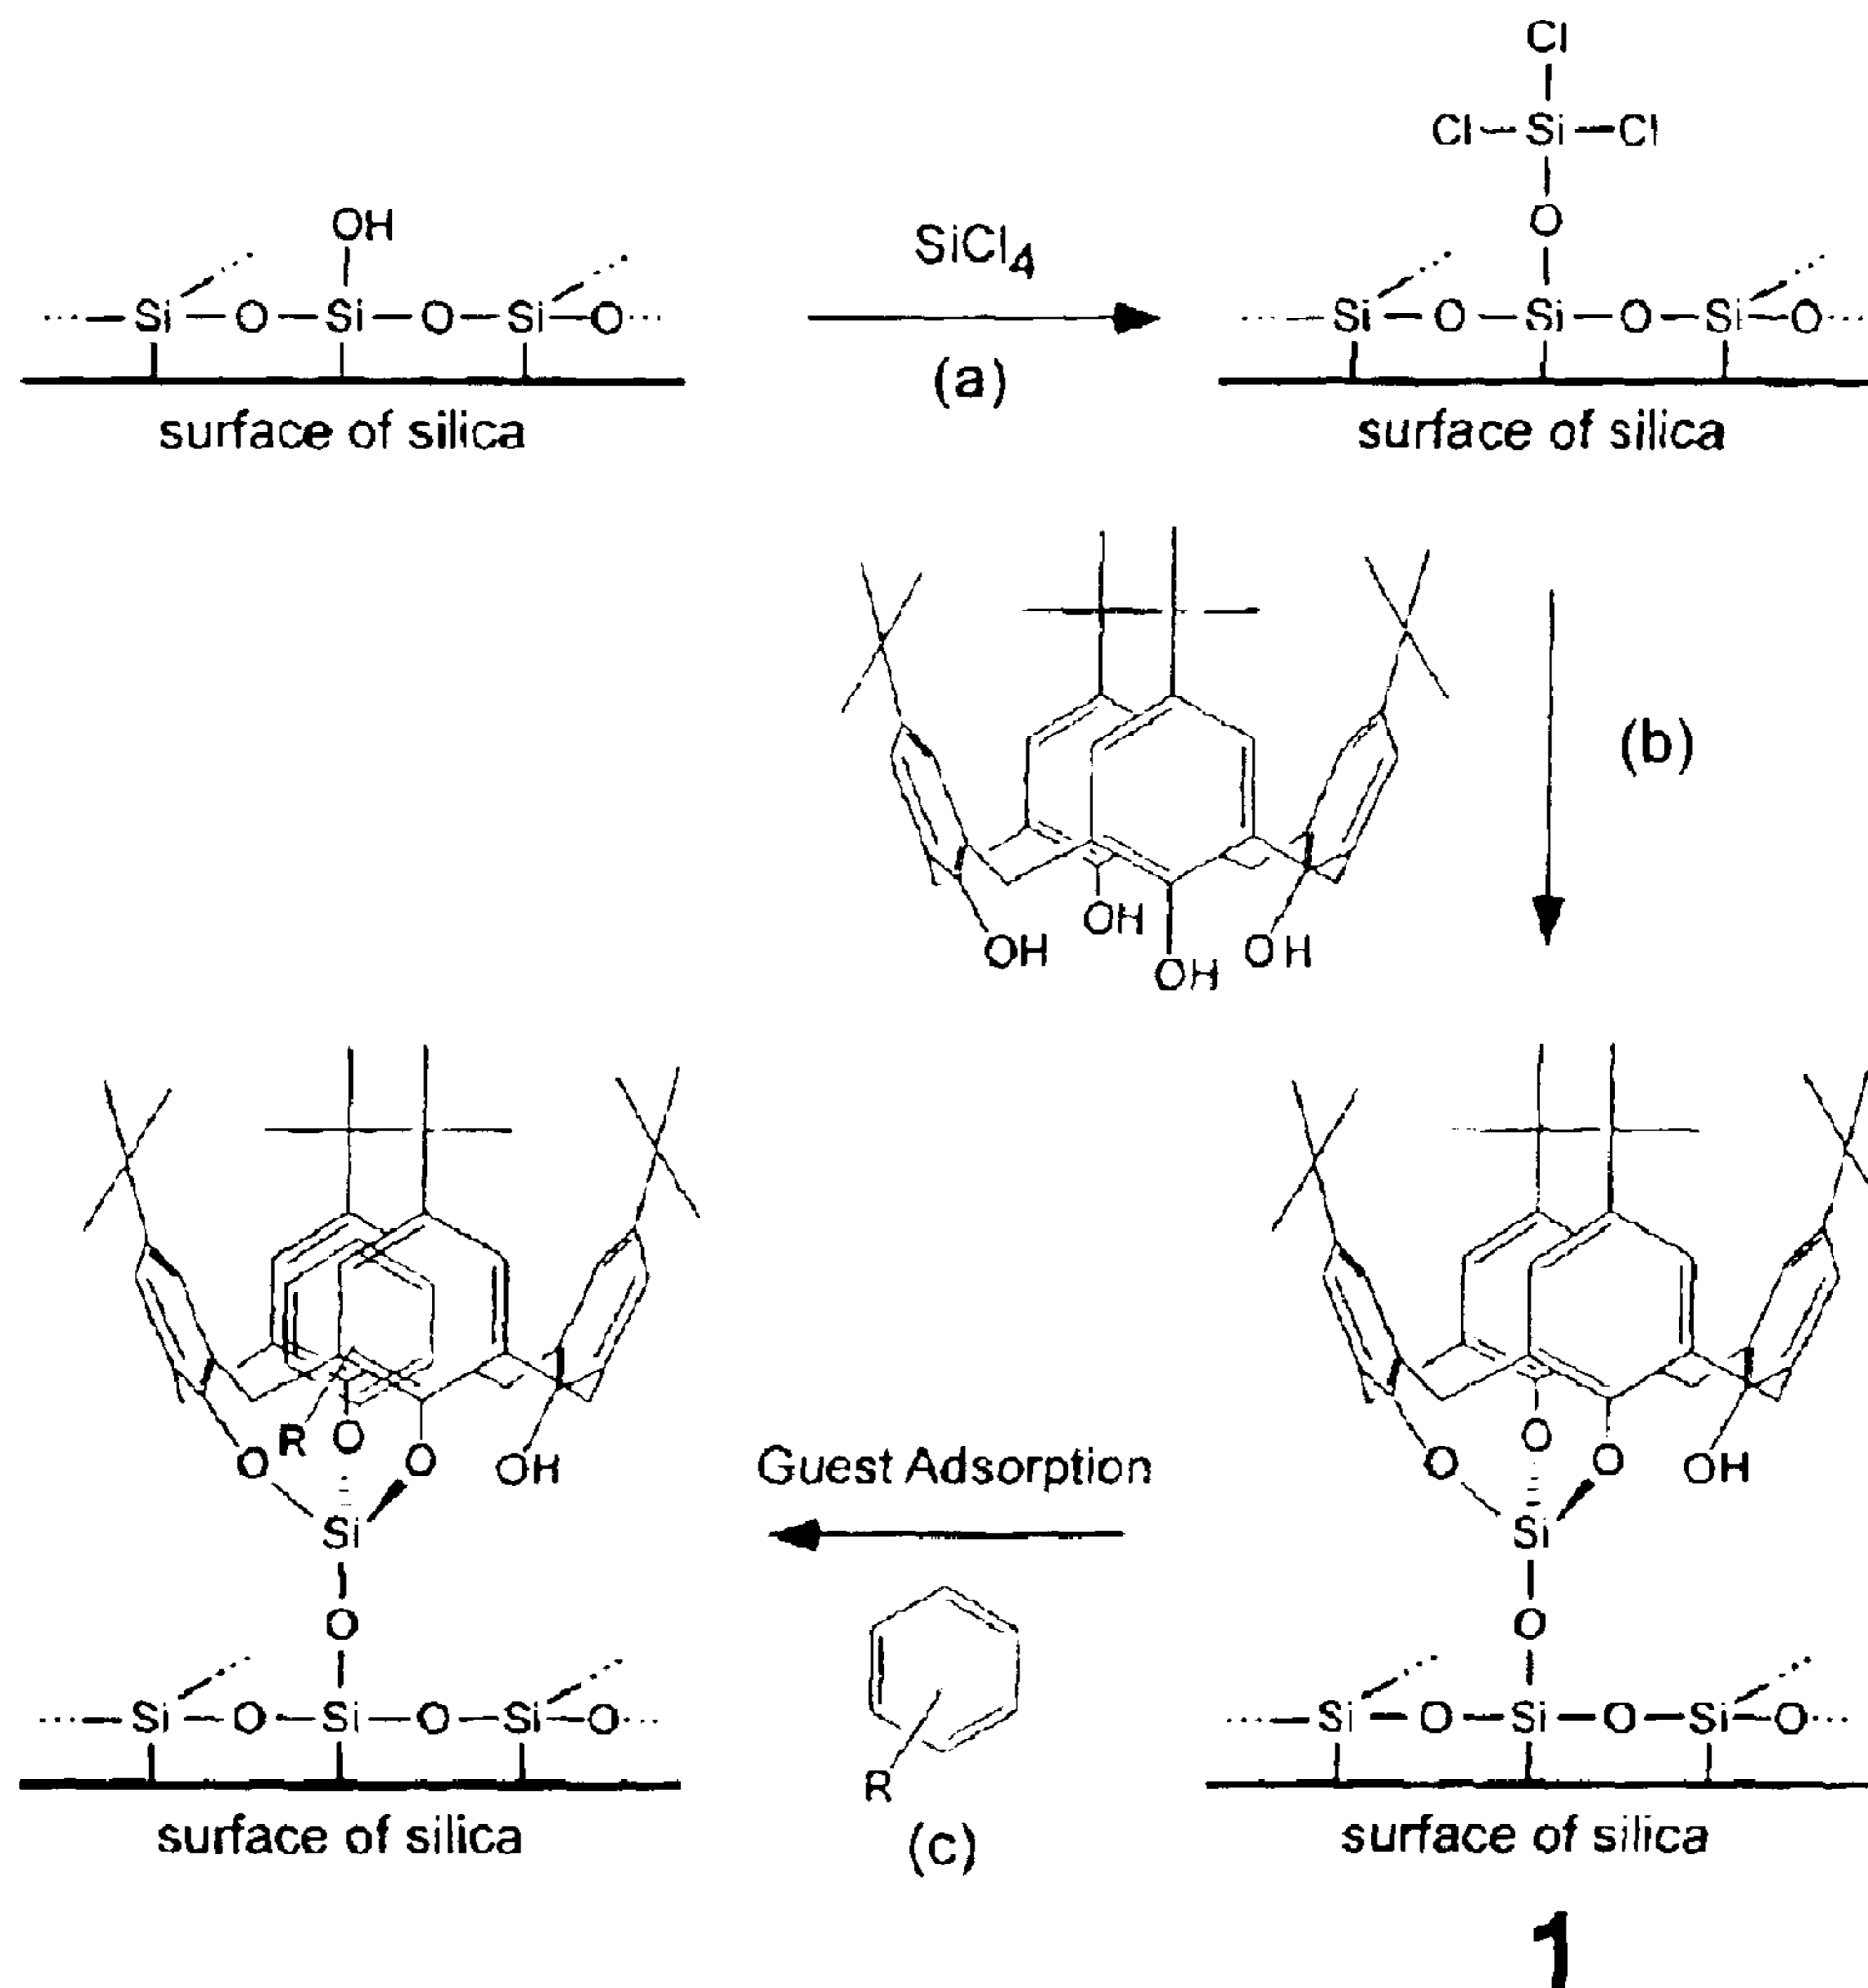 Cl
Cl Si Cl
O
OH
SiCl4
Si O Si O Si O
(a)
Si O Si O Si O
surface of silica
surface of silica
(b)
OH
OH
OH
OH
R O
O O OH
Si
O
Si O Si O Si O
surface of silica
Guest Adsorption
R
(c)
O
O O OH
Si
O
Si O Si O Si O
surface of silica
1